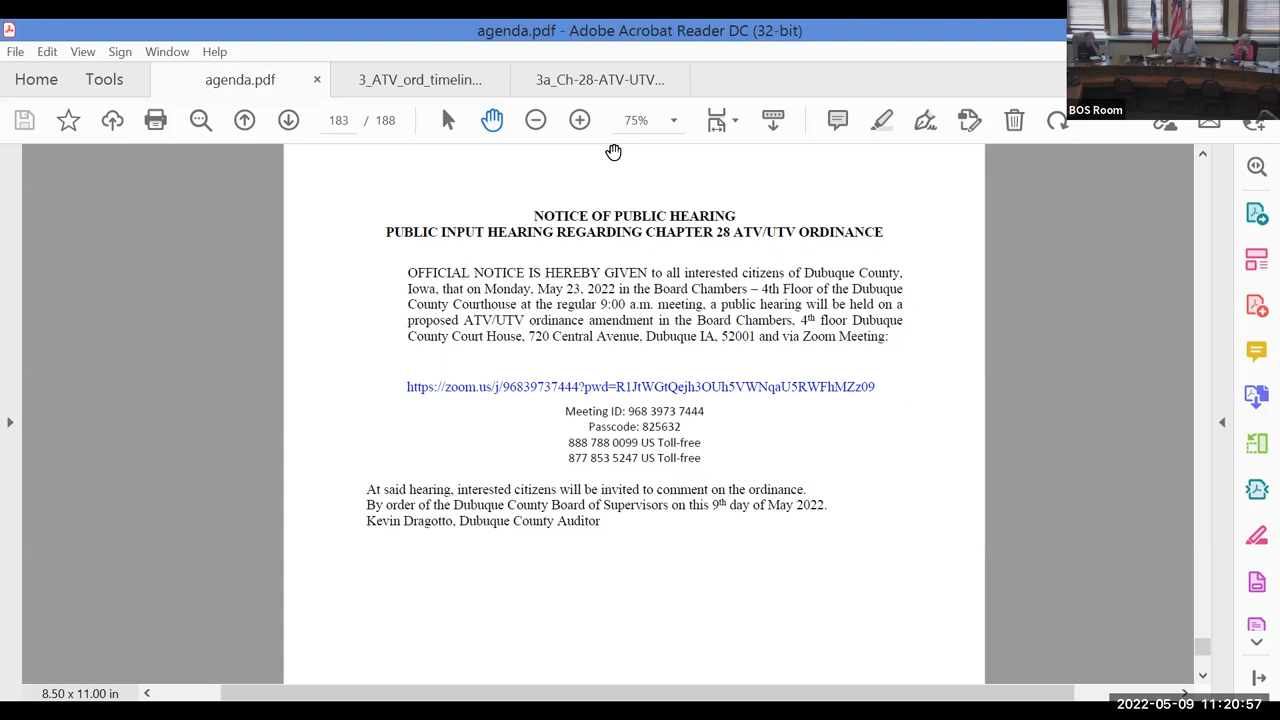 agenda.pdf - Adobe Acrobat Reader DC (32-bit)
File Edit View Sign Window Help
Home Tools agenda.pdf × 3_ATV_ord_timelin... 3a_Ch-28-ATV-UTV...
BOS Room
183 / 188 75%
NOTICE OF PUBLIC HEARING
PUBLIC INPUT HEARING REGARDING CHAPTER 28 ATV/UTV ORDINANCE
OFFICIAL NOTICE IS HEREBY GIVEN to all interested citizens of Dubuque County,
Iowa, that on Monday, May 23, 2022 in the Board Chambers – 4th Floor of the Dubuque
County Courthouse at the regular 9:00 a.m. meeting, a public hearing will be held on a
proposed ATV/UTV ordinance amendment in the Board Chambers, 4th floor Dubuque
County Court House, 720 Central Avenue, Dubuque IA, 52001 and via Zoom Meeting:
https://zoom.us/j/96839737444?pwd=R1JtWGtQejh3OUh5VWNqaU5RWFhMZz09
Meeting ID: 968 3973 7444
Passcode: 825632
888 788 0099 US Toll-free
877 853 5247 US Toll-free
At said hearing, interested citizens will be invited to comment on the ordinance.
By order of the Dubuque County Board of Supervisors on this 9th day of May 2022.
Kevin Dragotto, Dubuque County Auditor
8.50 x 11.00 in
2022-05-09 11:20:57